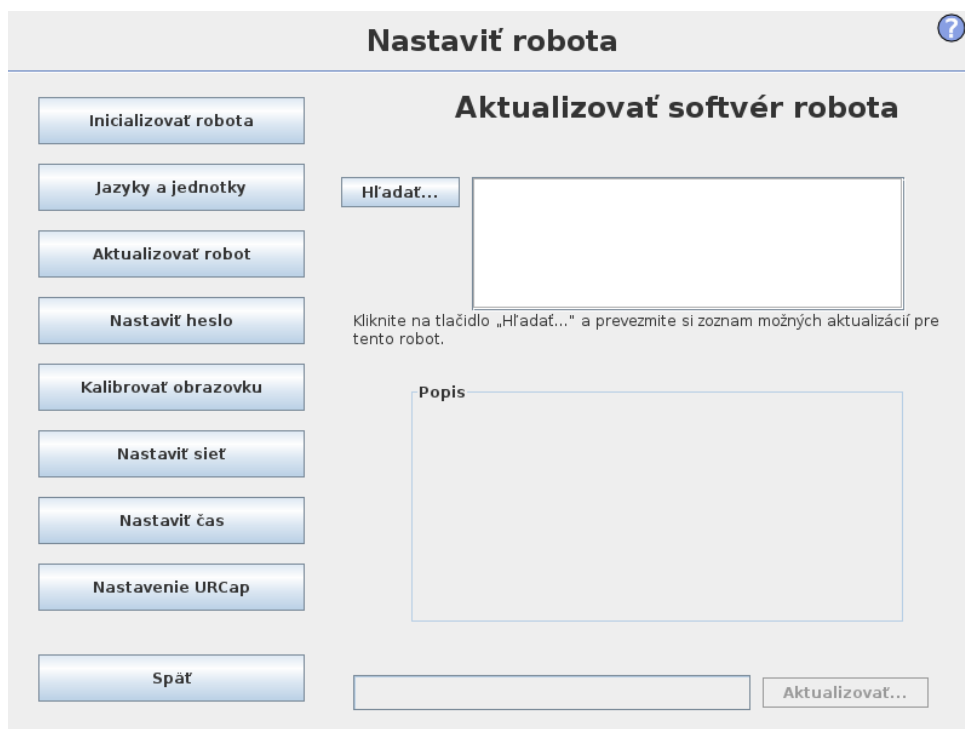 Nastaviť robota
?
Inicializovať robota
Jazyky a jednotky
Aktualizovať robot
Nastaviť heslo
Kalibrovať obrazovku
Nastaviť sieť
Nastaviť čas
Nastavenie URCap
Späť
Aktualizovať softvér robota
Hľadať...
Kliknite na tlačidlo „Hľadať..." a prevezmite si zoznam možných aktualizácií pre
tento robot.
Popis
Aktualizovať...